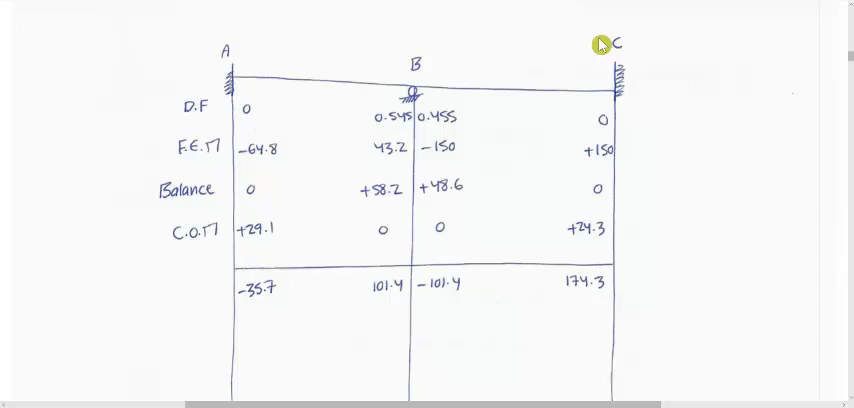 A B C
D.F 0 0.545 0.455 0
F.E.M -64.8 43.2 -150 +150
Balance 0 +58.2 +48.6 0
C.O.M +29.1 0 0 +24.3
-35.7 101.4 -101.4 174.3